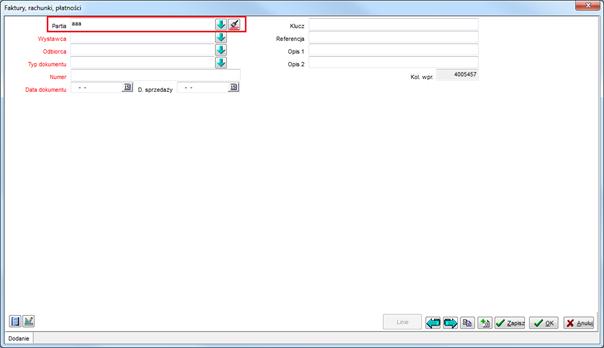 Faktury, rachunki, płatności
Partia aaa
Klucz
Wystawca
Referencja
Odbiorca
Opis 1
Typ dokumentu
Opis 2
Numer
Kol. wpr. 4005457
Data dokumentu - -
D. sprzedaży - -
Linie
Zapisz
OK
Anuluj
Dodanie